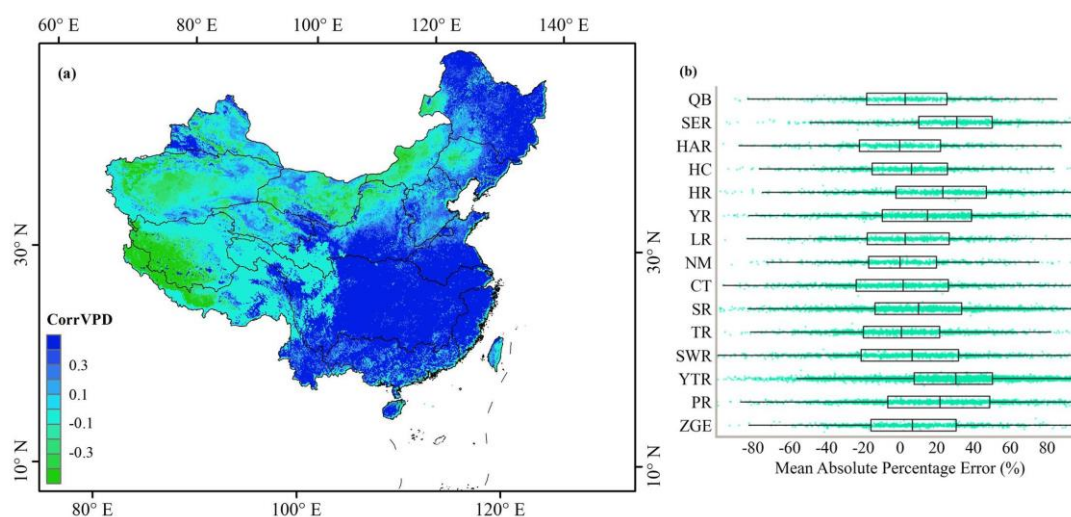 60° E 80° E 100° E 120° E 140° E
(a)
30° N
10° N
CorrVPD
0.3
0.1
-0.1
-0.3
30° N
10° N
80° E 100° E 120° E
(b)
QB
SER
HAR
HC
HR
YR
LR
NM
CT
SR
TR
SWR
YTR
PR
ZGE
-80 -60 -40 -20 0 20 40 60 80
Mean Absolute Percentage Error (%)